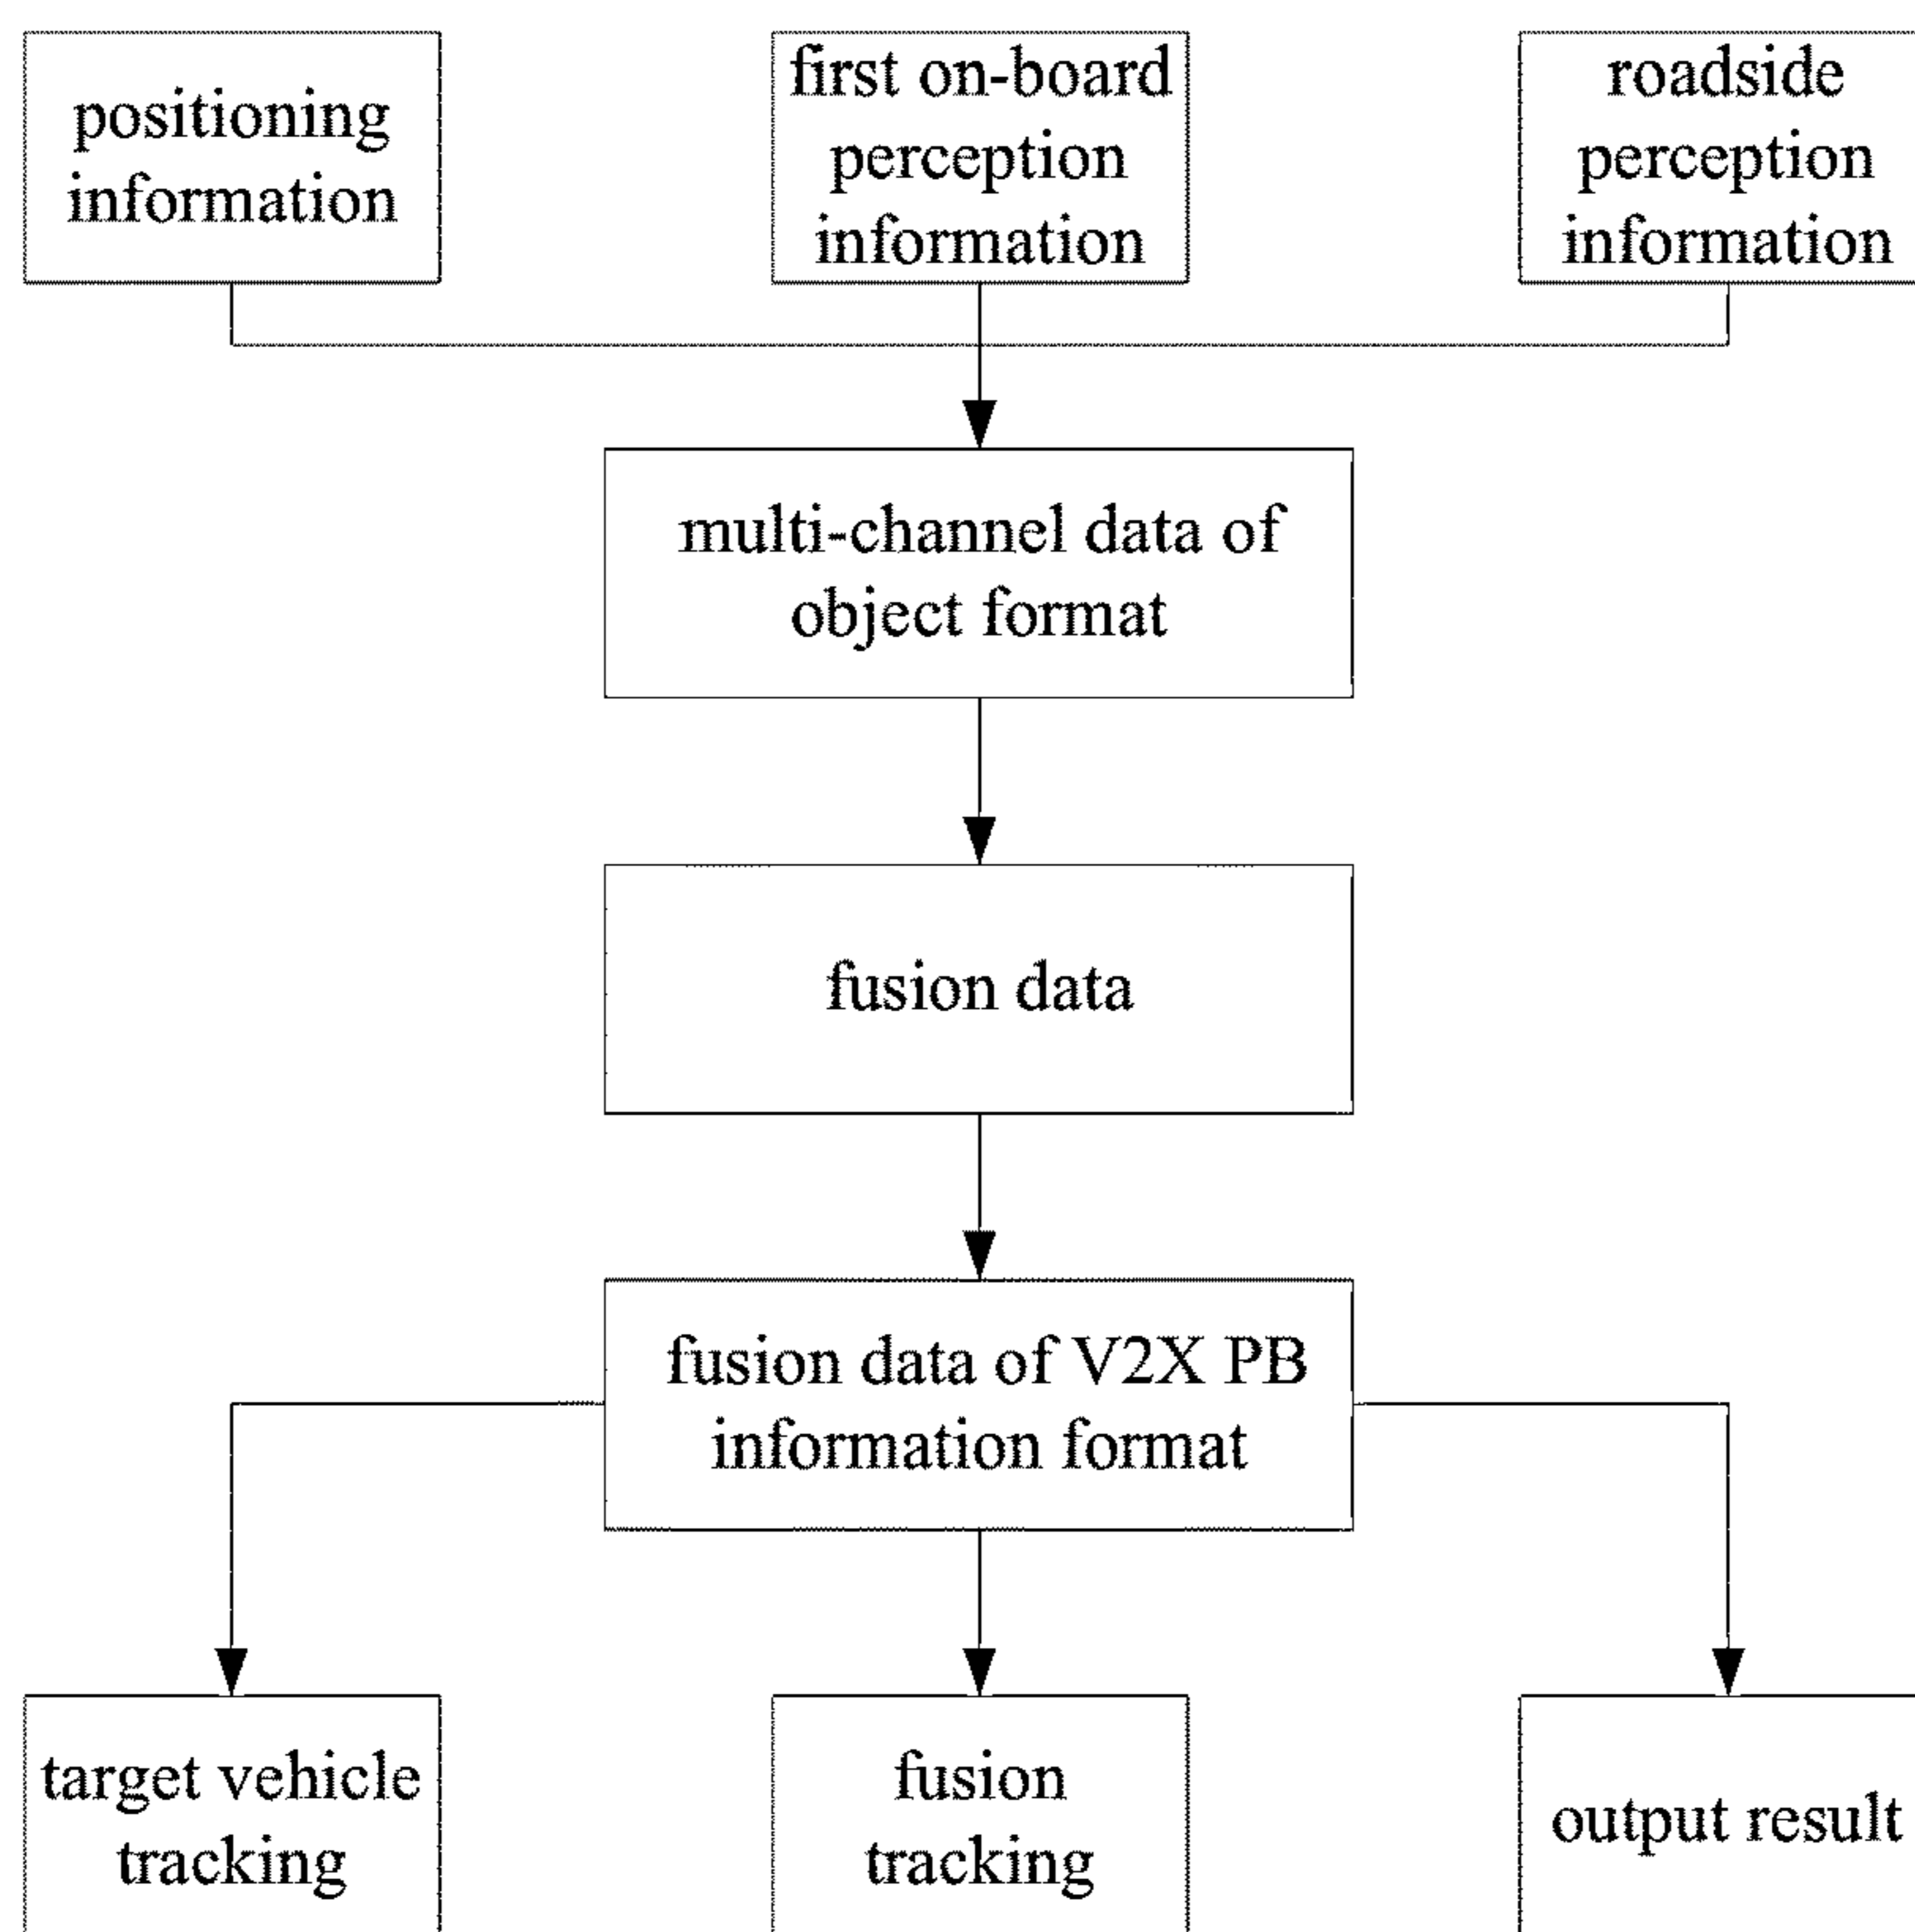 positioning
information
first on-board
perception
information
roadside
perception
information
multi-channel data of
object format
fusion data
fusion data of V2X PB
information format
target vehicle
tracking
fusion
tracking
output result